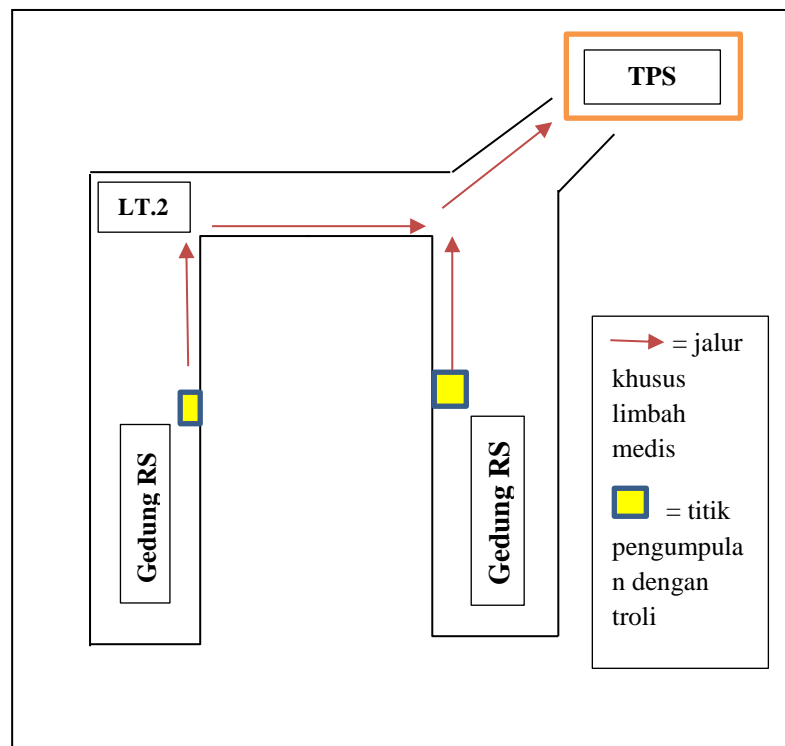 TPS
LT.2
Gedung RS
Gedung RS
= jalur
khusus
limbah
medis
= titik
pengumpula
n dengan
troli